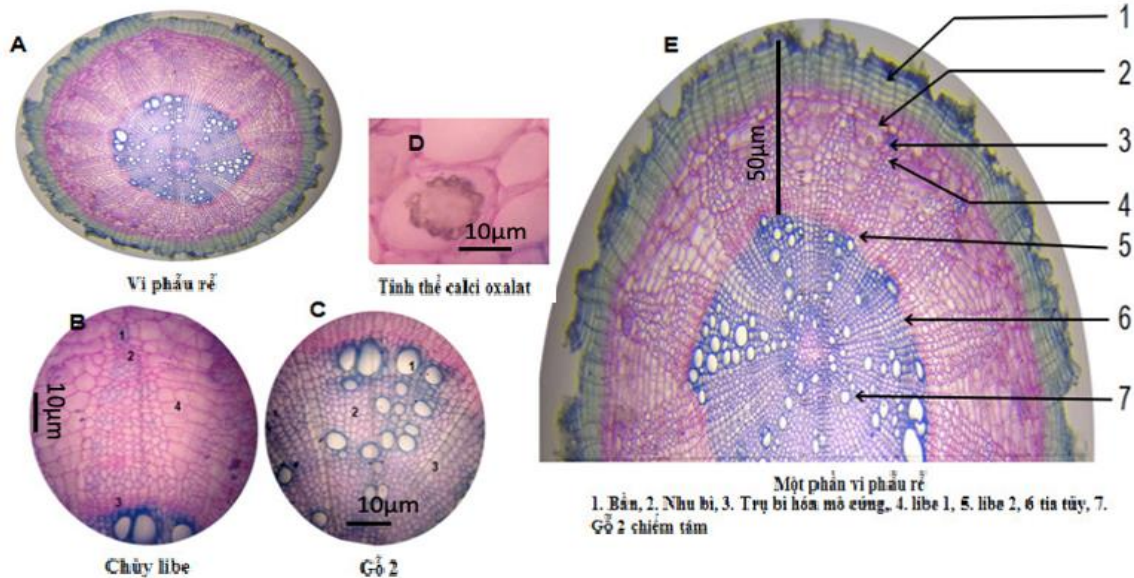 A
Vi phẫu rễ
D
10µm
Tinh thể calci oxalat
B
1
2
4
3
10µm
Chùy libe
C
1
2
3
10µm
Gỗ 2
E
50µm
1
2
3
4
5
6
7
Một phần vi phẫu rễ
1. Bần, 2. Nhu bì, 3. Trụ bì hóa mô cứng, 4. libe 1, 5. libe 2, 6 tia tủy, 7.
Gỗ 2 chiếm tâm